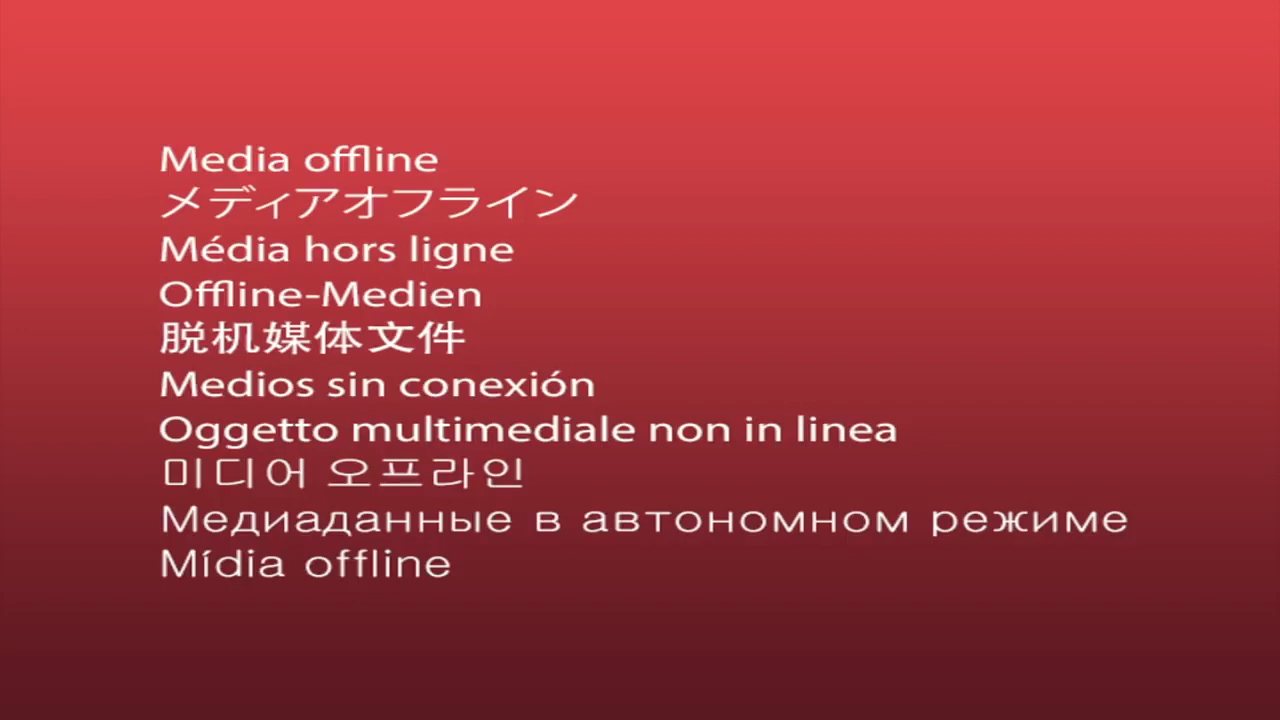 Media offline
メディアオフライン
Média hors ligne
Offline-Medien
脱机媒体文件
Medios sin conexión
Oggetto multimediale non in linea
미디어 오프라인
Медиаданные в автономном режиме
Mídia offline